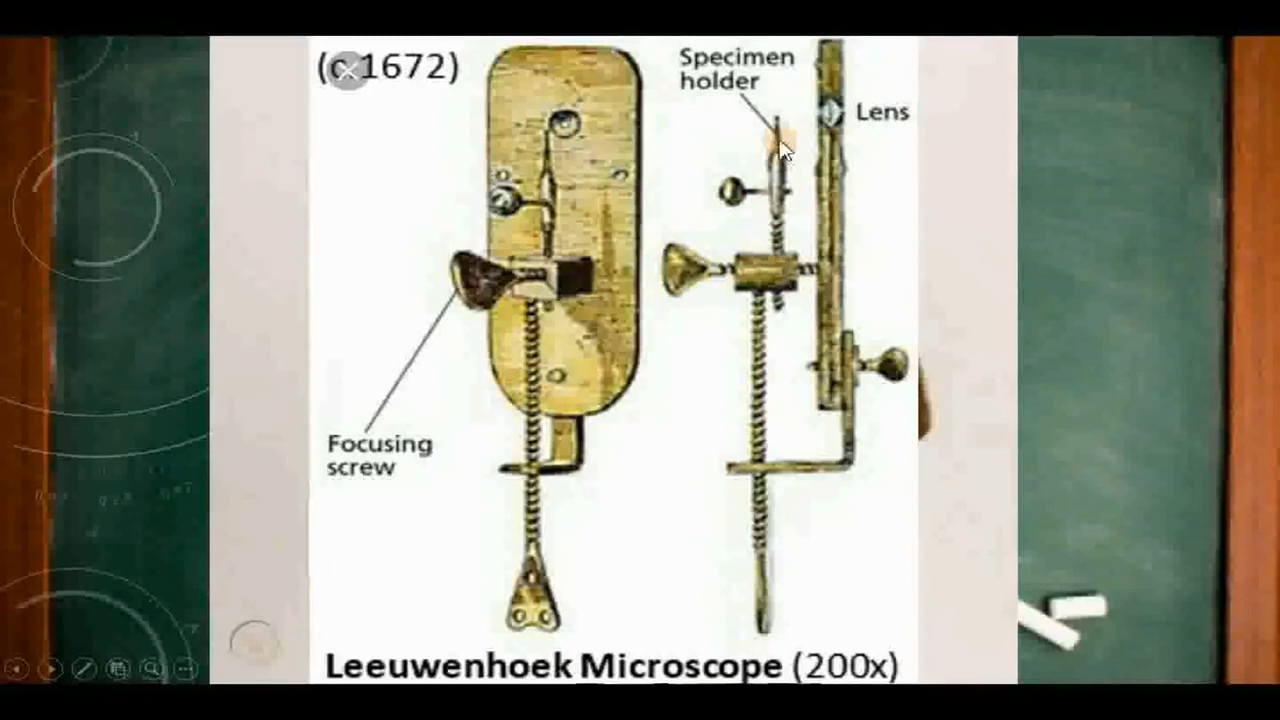 (c 1672)
Specimen
holder
Lens
Focusing
screw
Leeuwenhoek Microscope (200x)